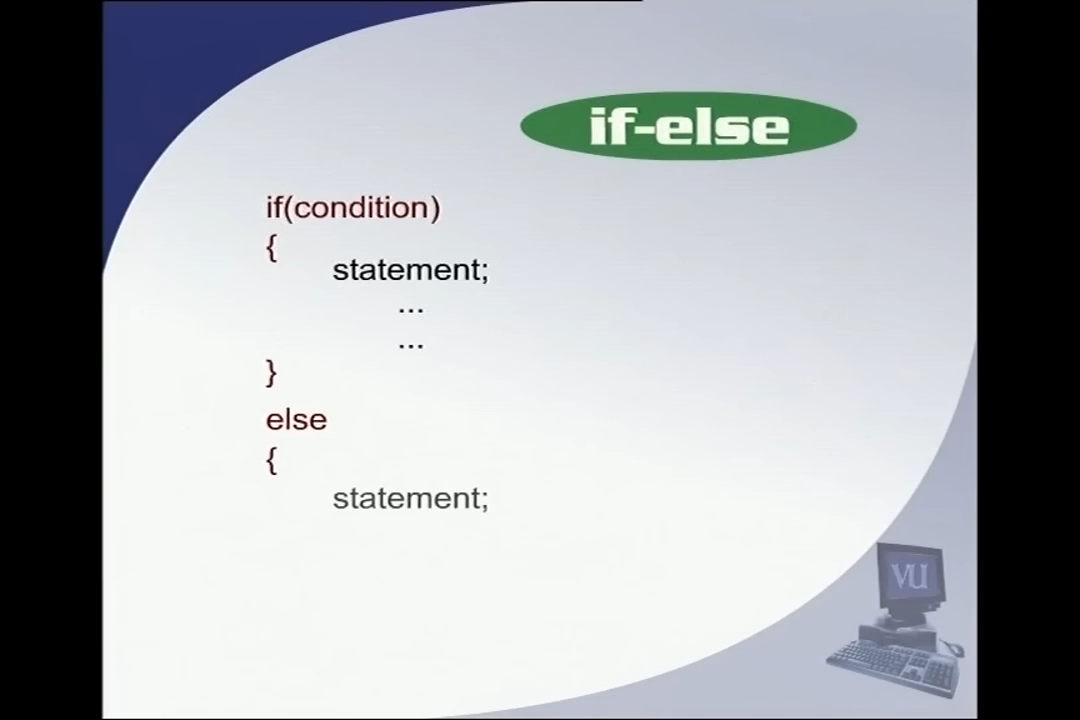 if-else
if(condition)
{
statement;
...
...
}
else
{
statement;
VU